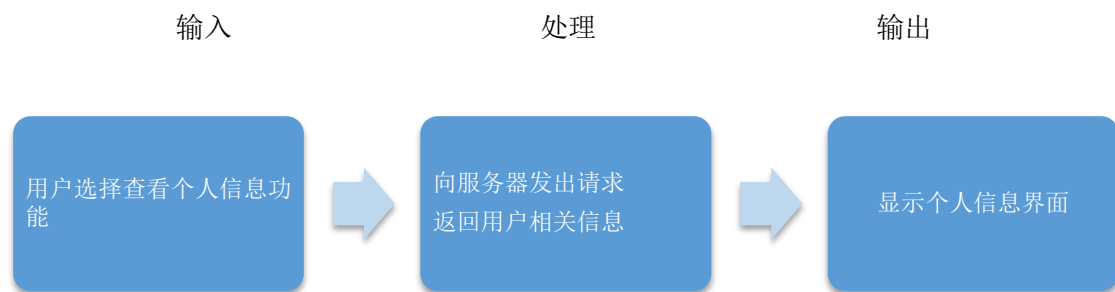 输入
处理
输出
用户选择查看个人信息功
能
向服务器发出请求
返回用户相关信息
显示个人信息界面